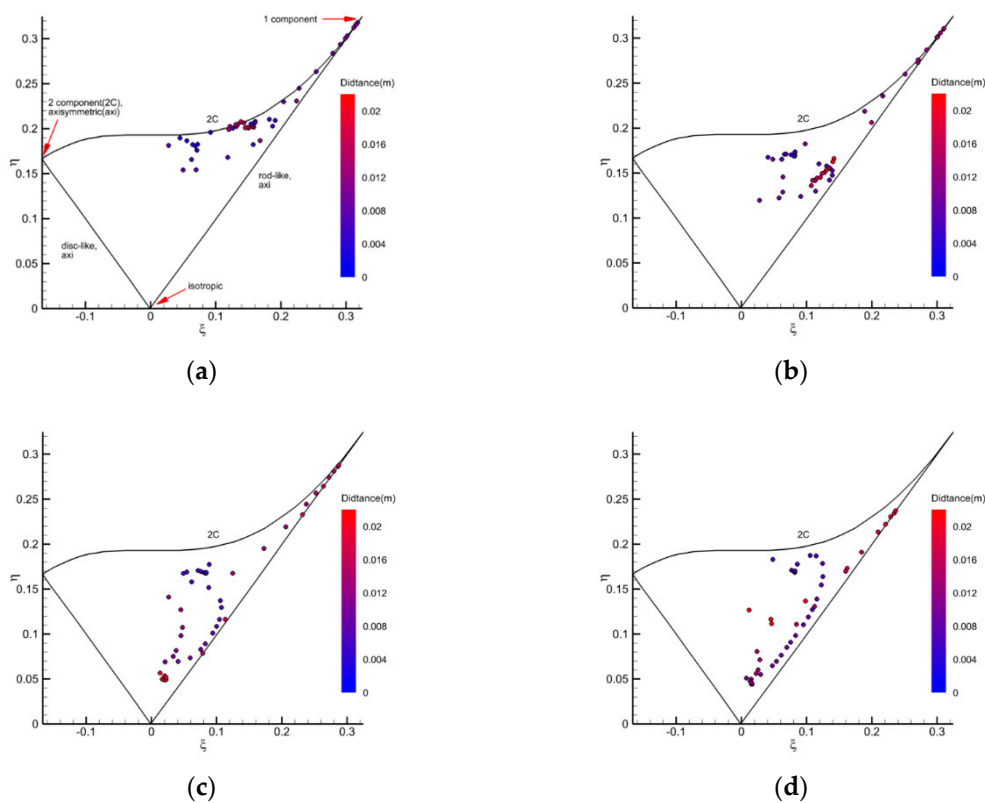 1 component
0.3
0.25
2 component(2C),
axisymmetric(axi)
2C
0.2
η
0.15
rod-like,
axi
0.1
disc-like,
axi
0.05
isotropic
0
-0.1
0
0.1
0.2
0.3
ξ
Didtance(m)
0.02
0.016
0.012
0.008
0.004
0
(a)
0.3
0.25
2C
0.2
η
0.15
0.1
0.05
0
-0.1
0
0.1
0.2
0.3
ξ
Didtance(m)
0.02
0.016
0.012
0.008
0.004
0
(b)
0.3
0.25
2C
0.2
η
0.15
0.1
0.05
0
-0.1
0
0.1
0.2
0.3
ξ
Didtance(m)
0.02
0.016
0.012
0.008
0.004
0
(c)
0.3
0.25
2C
0.2
η
0.15
0.1
0.05
0
-0.1
0
0.1
0.2
0.3
ξ
Didtance(m)
0.02
0.016
0.012
0.008
0.004
0
(d)